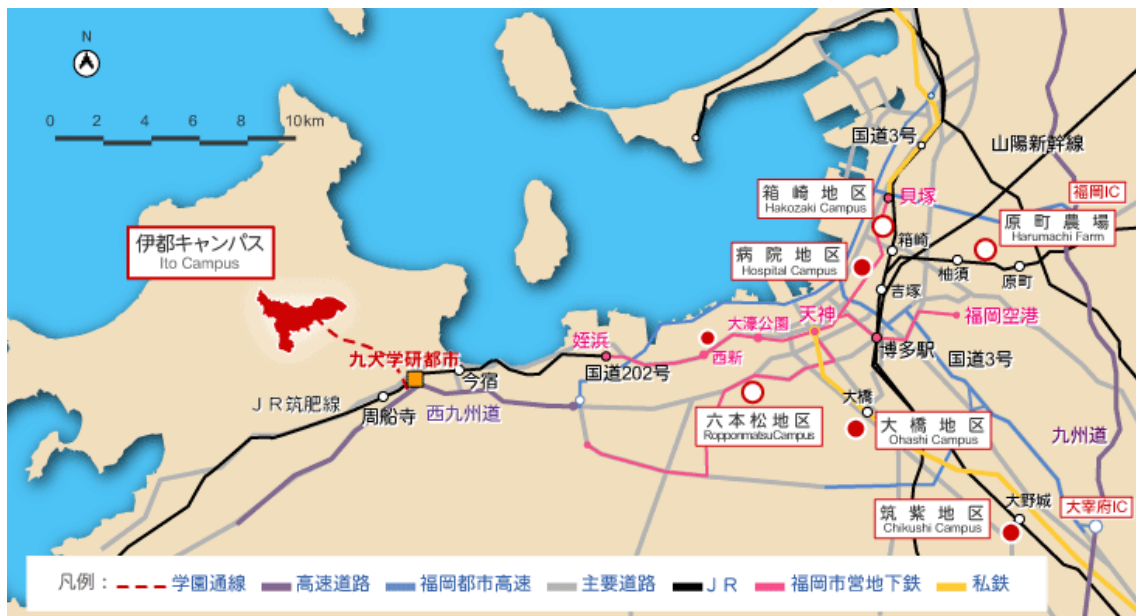 N
0 2 4 6 8 10km
国道3号
山陽新幹線
箱崎地区
Hakozaki Campus
貝塚
福岡IC
原町農場
Harumachi Farm
伊都キャンパス
Ito Campus
病院地区
Hospital Campus
箱崎
柚須
原町
吉塚
天神
大濠公園
福岡空港
姪浜
西新
博多駅
国道3号
九大学研都市
今宿
国道202号
JR筑肥線
周船寺
西九州道
六本松地区
RopponmatsuCampus
大橋
大橋地区
Ohashi Campus
九州道
筑紫地区
Chikushi Campus
大野城
大宰府IC
凡例： 学園通線 高速道路 福岡都市高速 主要道路 JR 福岡市営地下鉄 私鉄